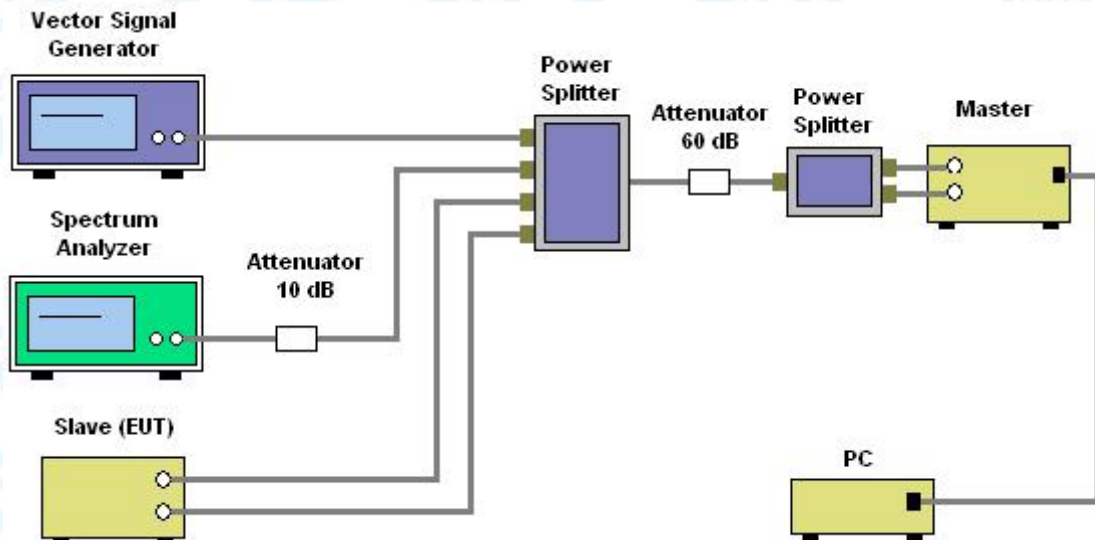 Vector Signal
Generator
Power
Splitter
Attenuator
60 dB
Power
Splitter
Master
Spectrum
Analyzer
Attenuator
10 dB
Slave (EUT)
PC